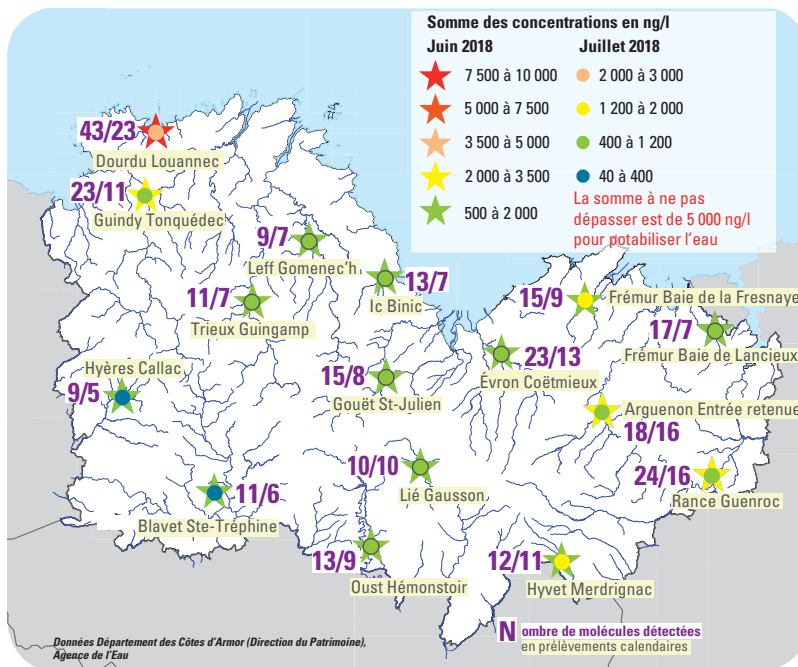 Somme des concentrations en ng/l
Juin 2018
Juillet 2018
7 500 à 10 000
2 000 à 3 000
5 000 à 7 500
1 200 à 2 000
3 500 à 5 000
400 à 1 200
2 000 à 3 500
40 à 400
500 à 2 000
La somme à ne pas
dépasser est de 5 000 ng/l
pour potabiliser l'eau
43/23
Dourdu Louannec
23/11
Guindy Tonquédec
9/7
Leff Gomenec'h
13/7
Ic Binic
11/7
Trieux Guingamp
15/9
Frémur Baie de la Fresnaye
17/7
Frémur Baie de Lancieux
23/13
Évron Coëtmieux
Hyères Callac
9/5
15/8
Gouët St-Julien
Arguenon Entrée retenue
18/16
10/10
Lié Gausson
24/16
Rance Guenroc
11/6
Blavet Ste-Tréphine
13/9
Oust Hémonstoir
12/11
Hyvet Merdrignac
Nombre de molécules détectées
en prélèvements calendaires
Données Département des Côtes d'Armor (Direction du Patrimoine),
Agence de l'Eau